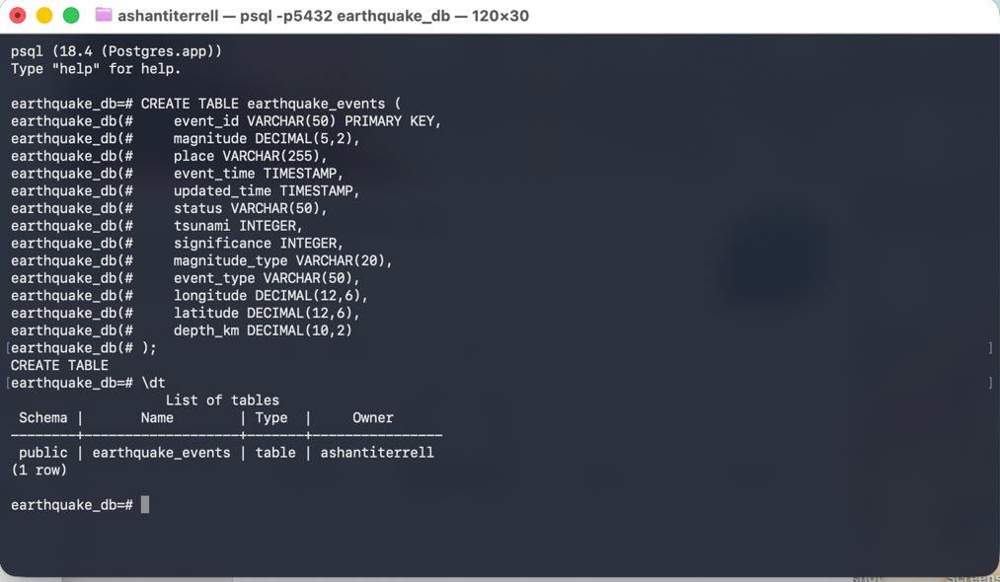 ashantiterrell — psql -p5432 earthquake_db — 120×30
psql (18.4 (Postgres.app))
Type "help" for help.
earthquake_db=# CREATE TABLE earthquake_events (
earthquake_db(#     event_id VARCHAR(50) PRIMARY KEY,
earthquake_db(#     magnitude DECIMAL(5,2),
earthquake_db(#     place VARCHAR(255),
earthquake_db(#     event_time TIMESTAMP,
earthquake_db(#     updated_time TIMESTAMP,
earthquake_db(#     status VARCHAR(50),
earthquake_db(#     tsunami INTEGER,
earthquake_db(#     significance INTEGER,
earthquake_db(#     magnitude_type VARCHAR(20),
earthquake_db(#     event_type VARCHAR(50),
earthquake_db(#     longitude DECIMAL(12,6),
earthquake_db(#     latitude DECIMAL(12,6),
earthquake_db(#     depth_km DECIMAL(10,2)
[earthquake_db(# );                                                                                                     ]
CREATE TABLE
[earthquake_db=# \dt                                                                                                    ]
                   List of tables
 Schema |       Name        | Type  |     Owner
--------+-------------------+-------+----------------
 public | earthquake_events | table | ashantiterrell
(1 row)
earthquake_db=#